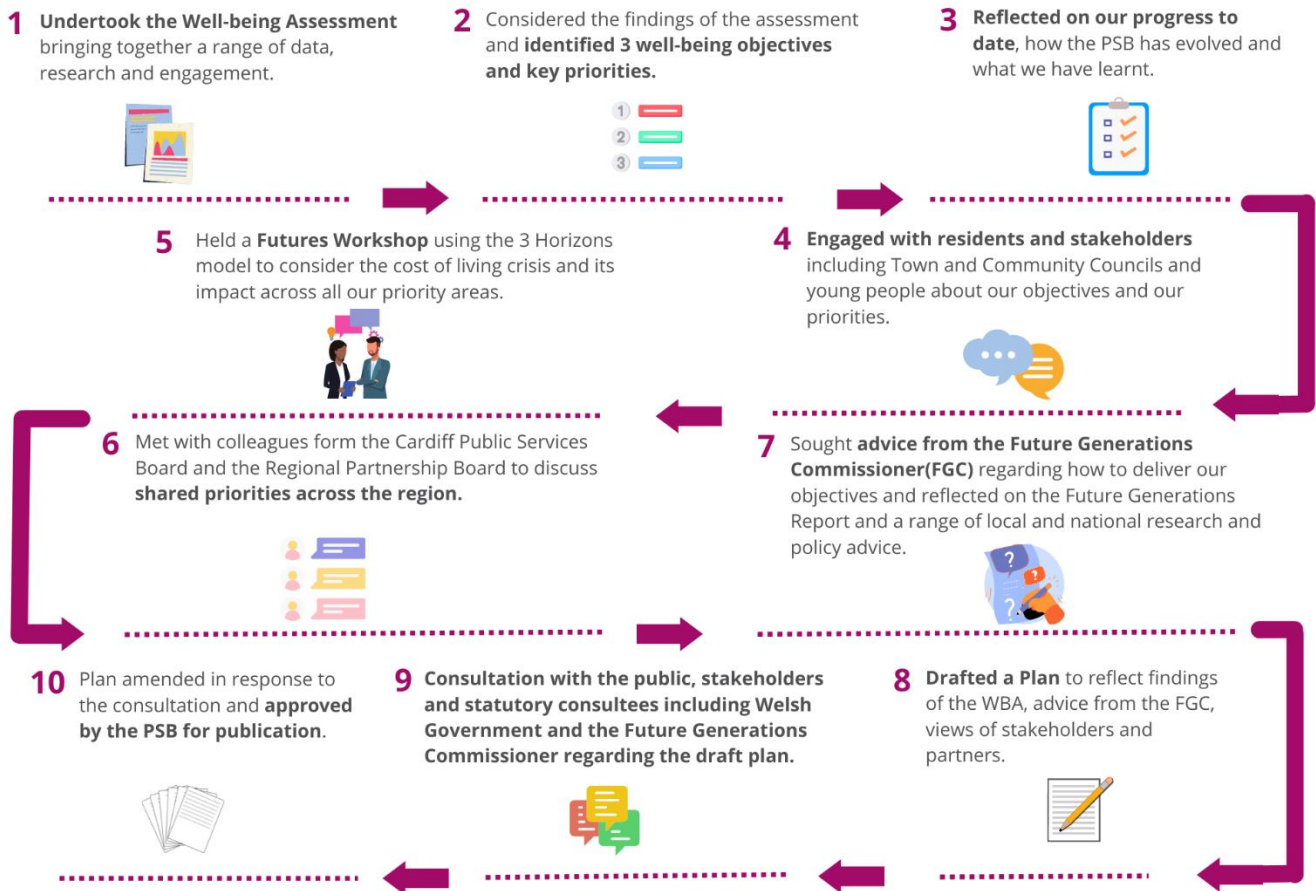 1 Undertook the Well-being Assessment
bringing together a range of data,
research and engagement.
2 Considered the findings of the assessment
and identified 3 well-being objectives
and key priorities.
1
2
3
3 Reflected on our progress to
date, how the PSB has evolved and
what we have learnt.
4 Engaged with residents and stakeholders
including Town and Community Councils and
young people about our objectives and our
priorities.
5 Held a Futures Workshop using the 3 Horizons
model to consider the cost of living crisis and its
impact across all our priority areas.
6 Met with colleagues form the Cardiff Public Services
Board and the Regional Partnership Board to discuss
shared priorities across the region.
7 Sought advice from the Future Generations
Commissioner(FGC) regarding how to deliver our
objectives and reflected on the Future Generations
Report and a range of local and national research and
policy advice.
?
?
?
?
8 Drafted a Plan to reflect findings
of the WBA, advice from the FGC,
views of stakeholders and
partners.
9 Consultation with the public, stakeholders
and statutory consultees including Welsh
Government and the Future Generations
Commissioner regarding the draft plan.
10 Plan amended in response to
the consultation and approved
by the PSB for publication.